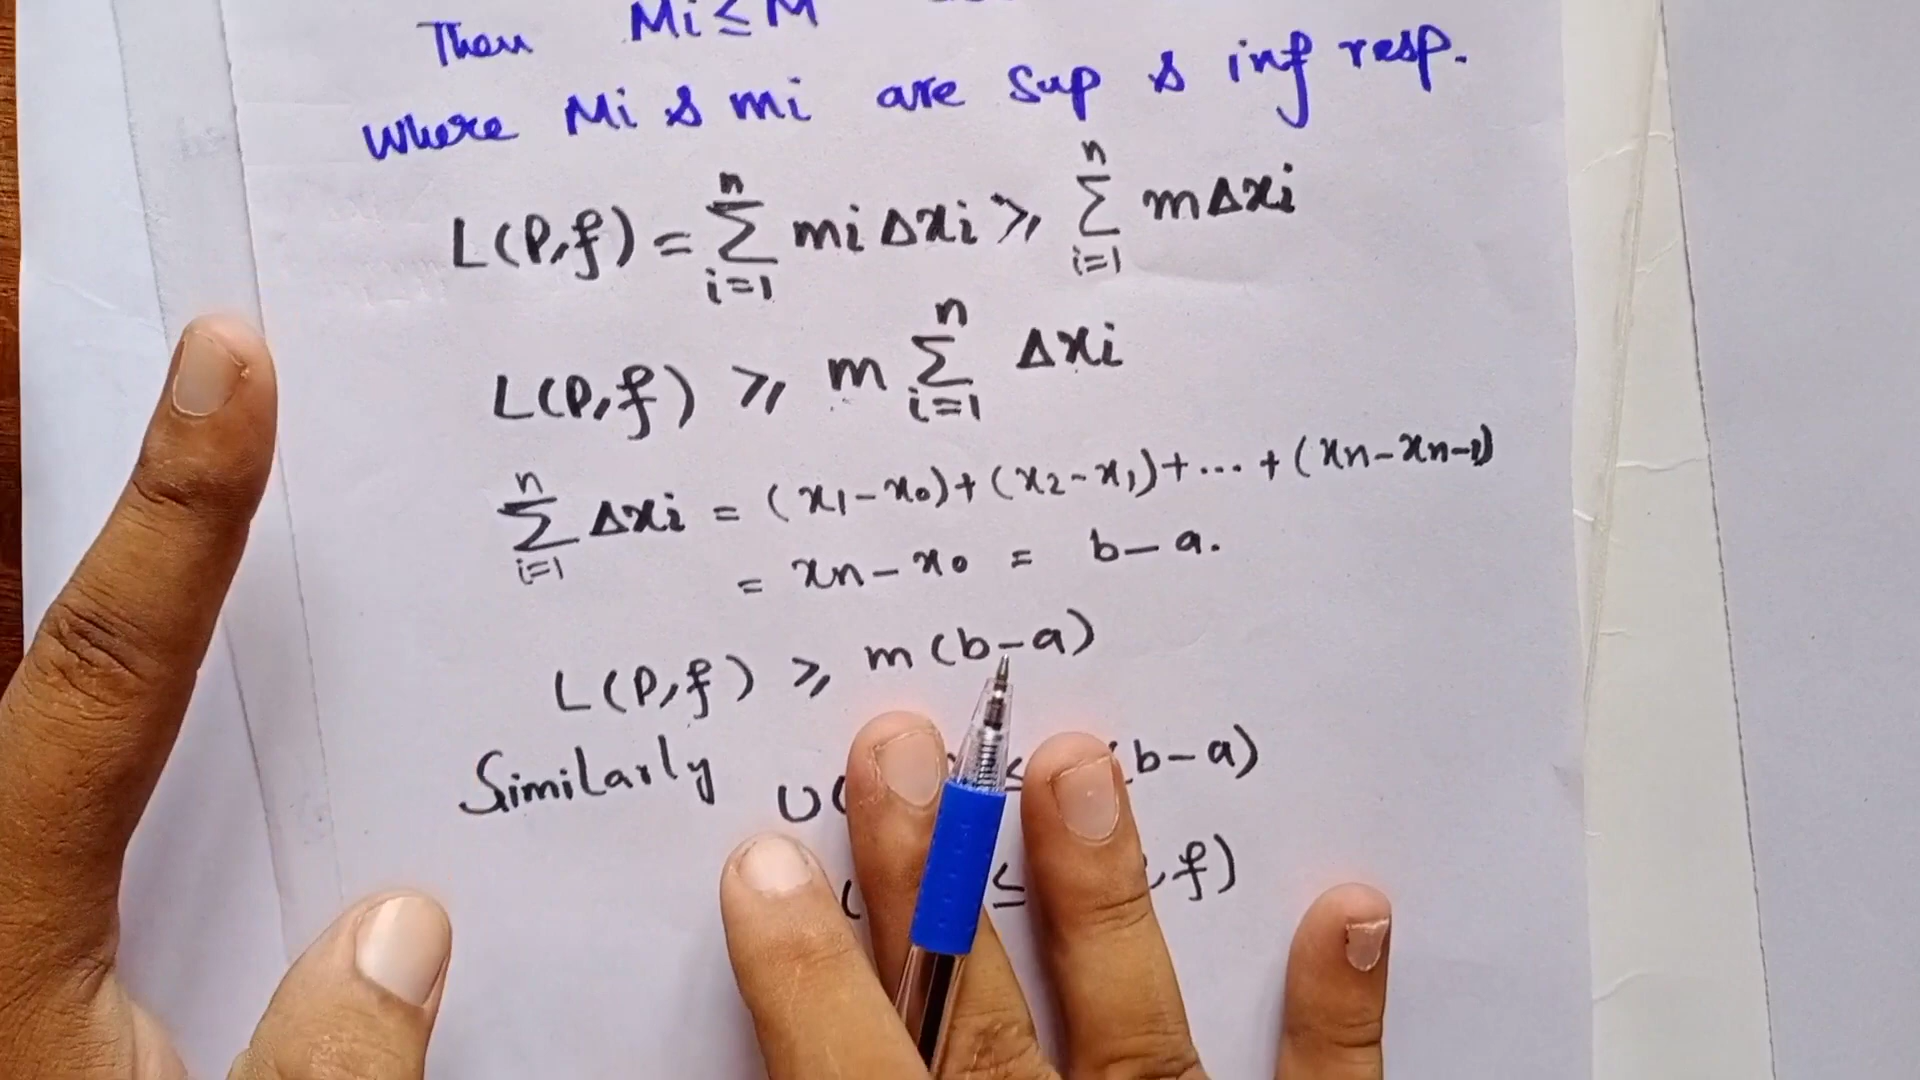 Then Mi ≤ M
Where Mi & mi are sup & inf resp.
L(P,f) = ∑_{i=1}^{n} mi Δxi ≥ ∑_{i=1}^{n} mΔxi
L(P,f) ≥ m ∑_{i=1}^{n} Δxi
∑_{i=1}^{n} Δxi = (x1-x0)+(x2-x1)+...+(xn-xn-1)
= xn-x0 = b-a.
L(P,f) ≥ m(b-a)
Similarly U( ≤ (b-a)
( ≤ ,f)